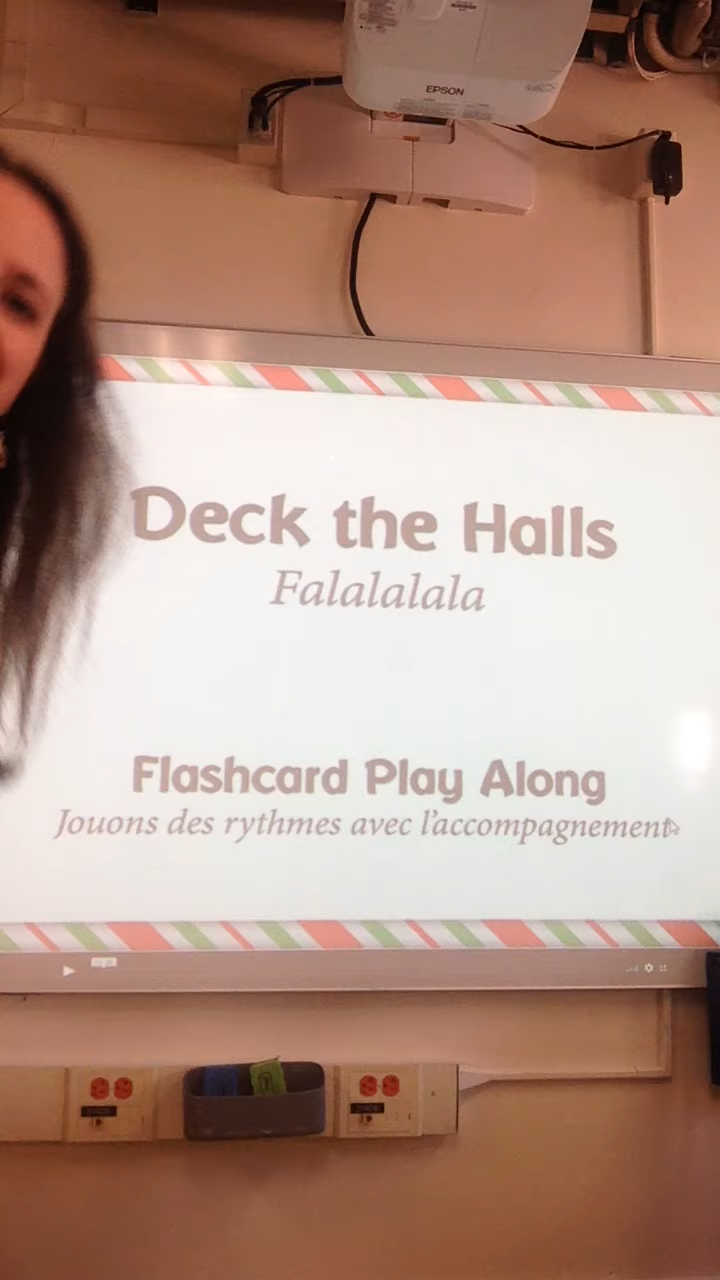 EPSON
Deck the Halls
Falalalala
Flashcard Play Along
Jouons des rythmes avec l'accompagnement